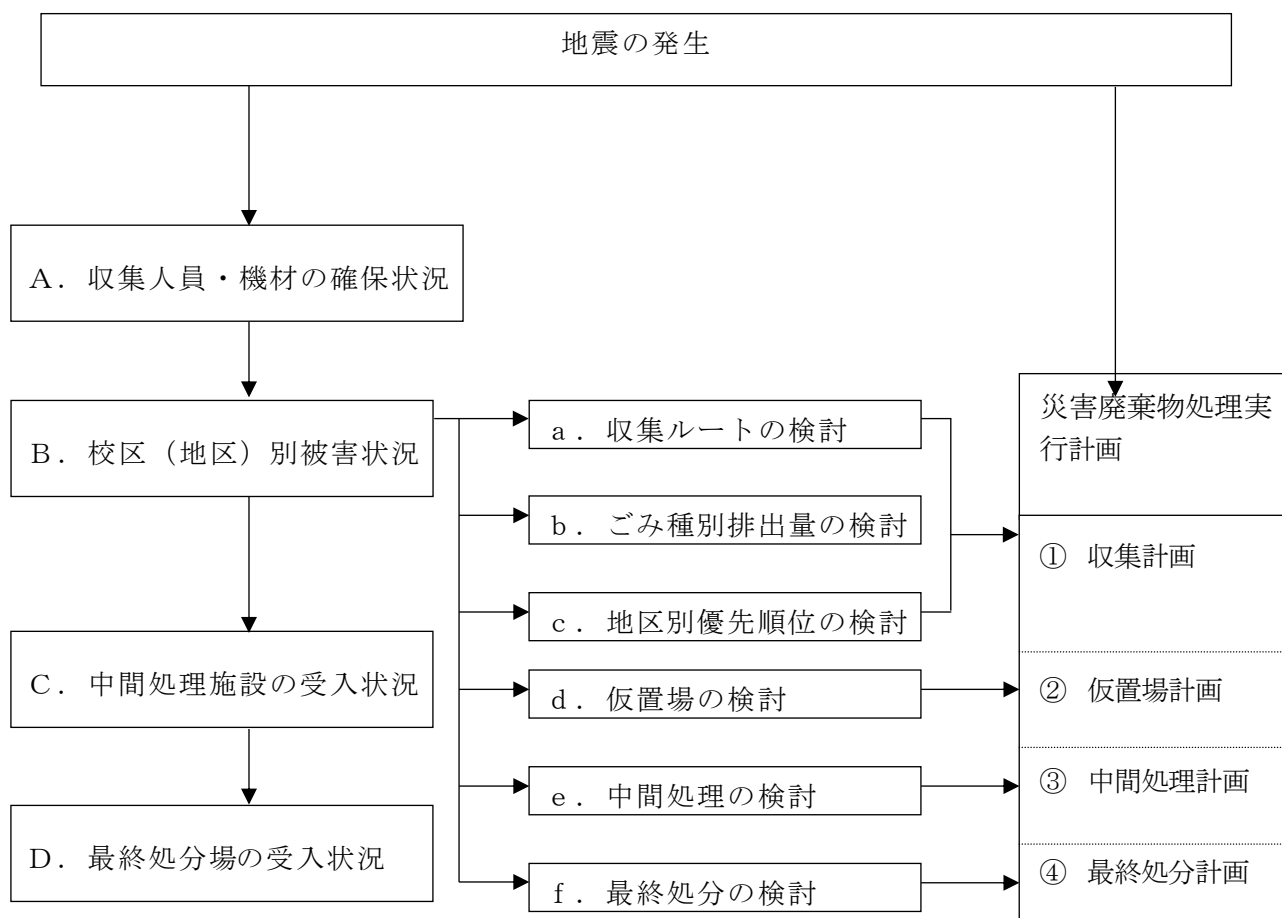 地震の発生
A．収集人員・機材の確保状況
B．校区（地区）別被害状況
C．中間処理施設の受入状況
D．最終処分場の受入状況
a．収集ルートの検討
b．ごみ種別排出量の検討
c．地区別優先順位の検討
d．仮置場の検討
e．中間処理の検討
f．最終処分の検討
災害廃棄物処理実
行計画
① 収集計画
② 仮置場計画
③ 中間処理計画
④ 最終処分計画